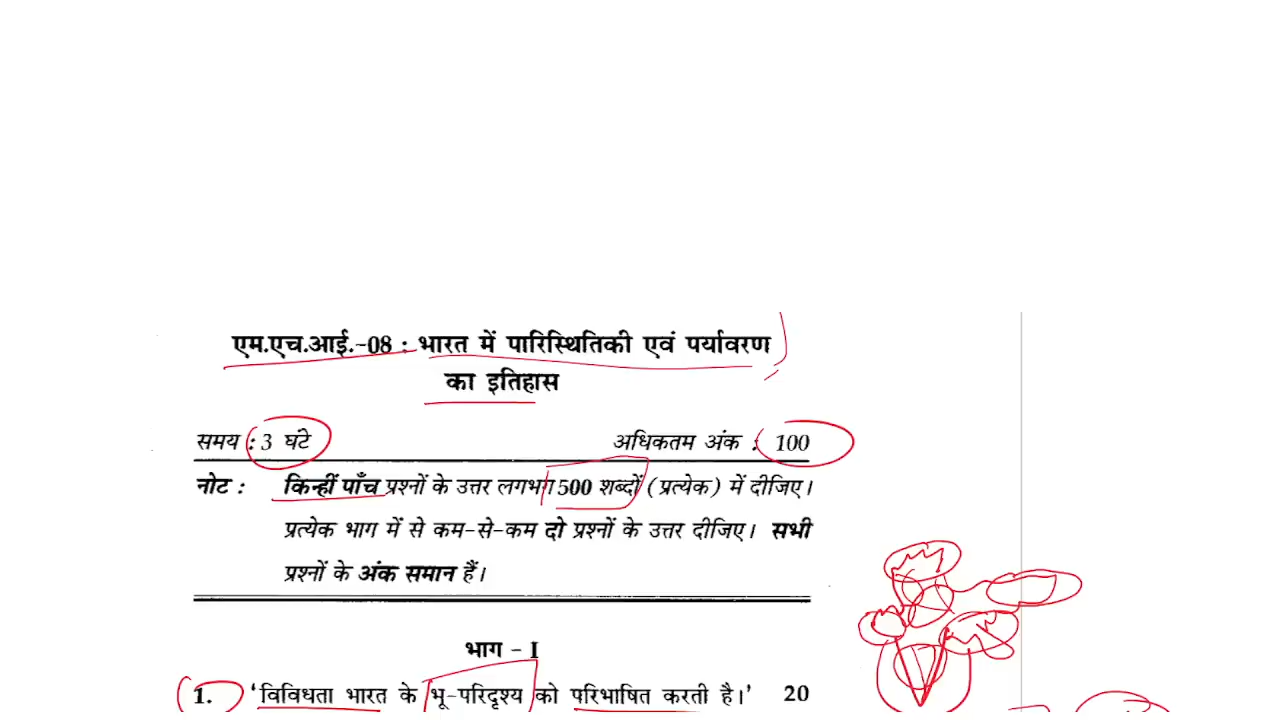 एम.एच.आई.-08 : भारत में पारिस्थितिकी एवं पर्यावरण
का इतिहास
समय : 3 घंटे अधिकतम अंक : 100
नोट : किन्हीं पाँच प्रश्नों के उत्तर लगभग 500 शब्दों (प्रत्येक) में दीजिए।
प्रत्येक भाग में से कम-से-कम दो प्रश्नों के उत्तर दीजिए। सभी
प्रश्नों के अंक समान हैं।
भाग - I
1. 'विविधता भारत के भू-परिदृश्य को परिभाषित करती है।' 20